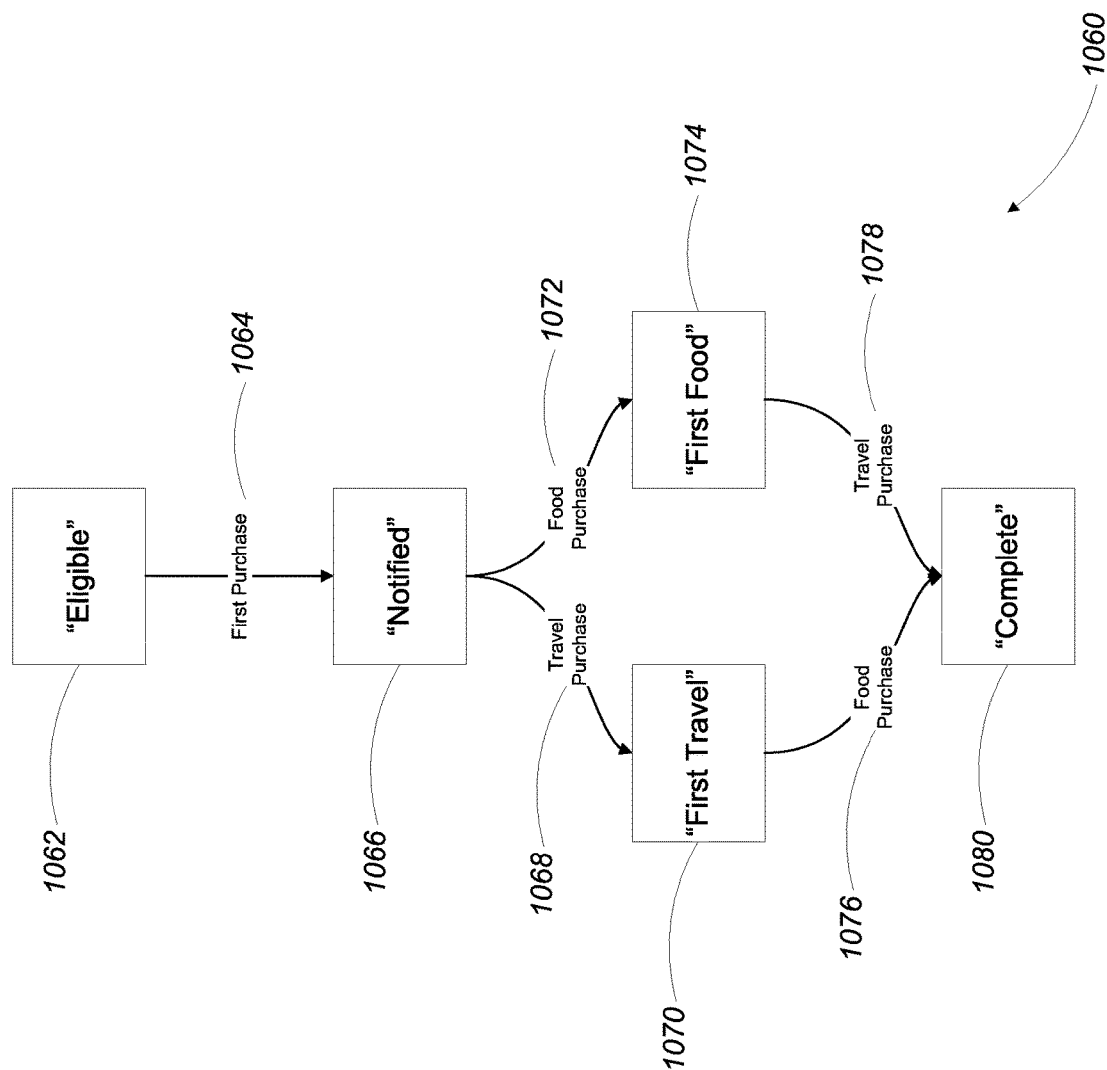 1060
"Eligible"
1062
First Purchase
1064
"Notified"
1066
Travel
Purchase
1068
Food
Purchase
1072
"First Travel"
1070
"First Food"
1074
Food
Purchase
1076
Travel
Purchase
1078
"Complete"
1080